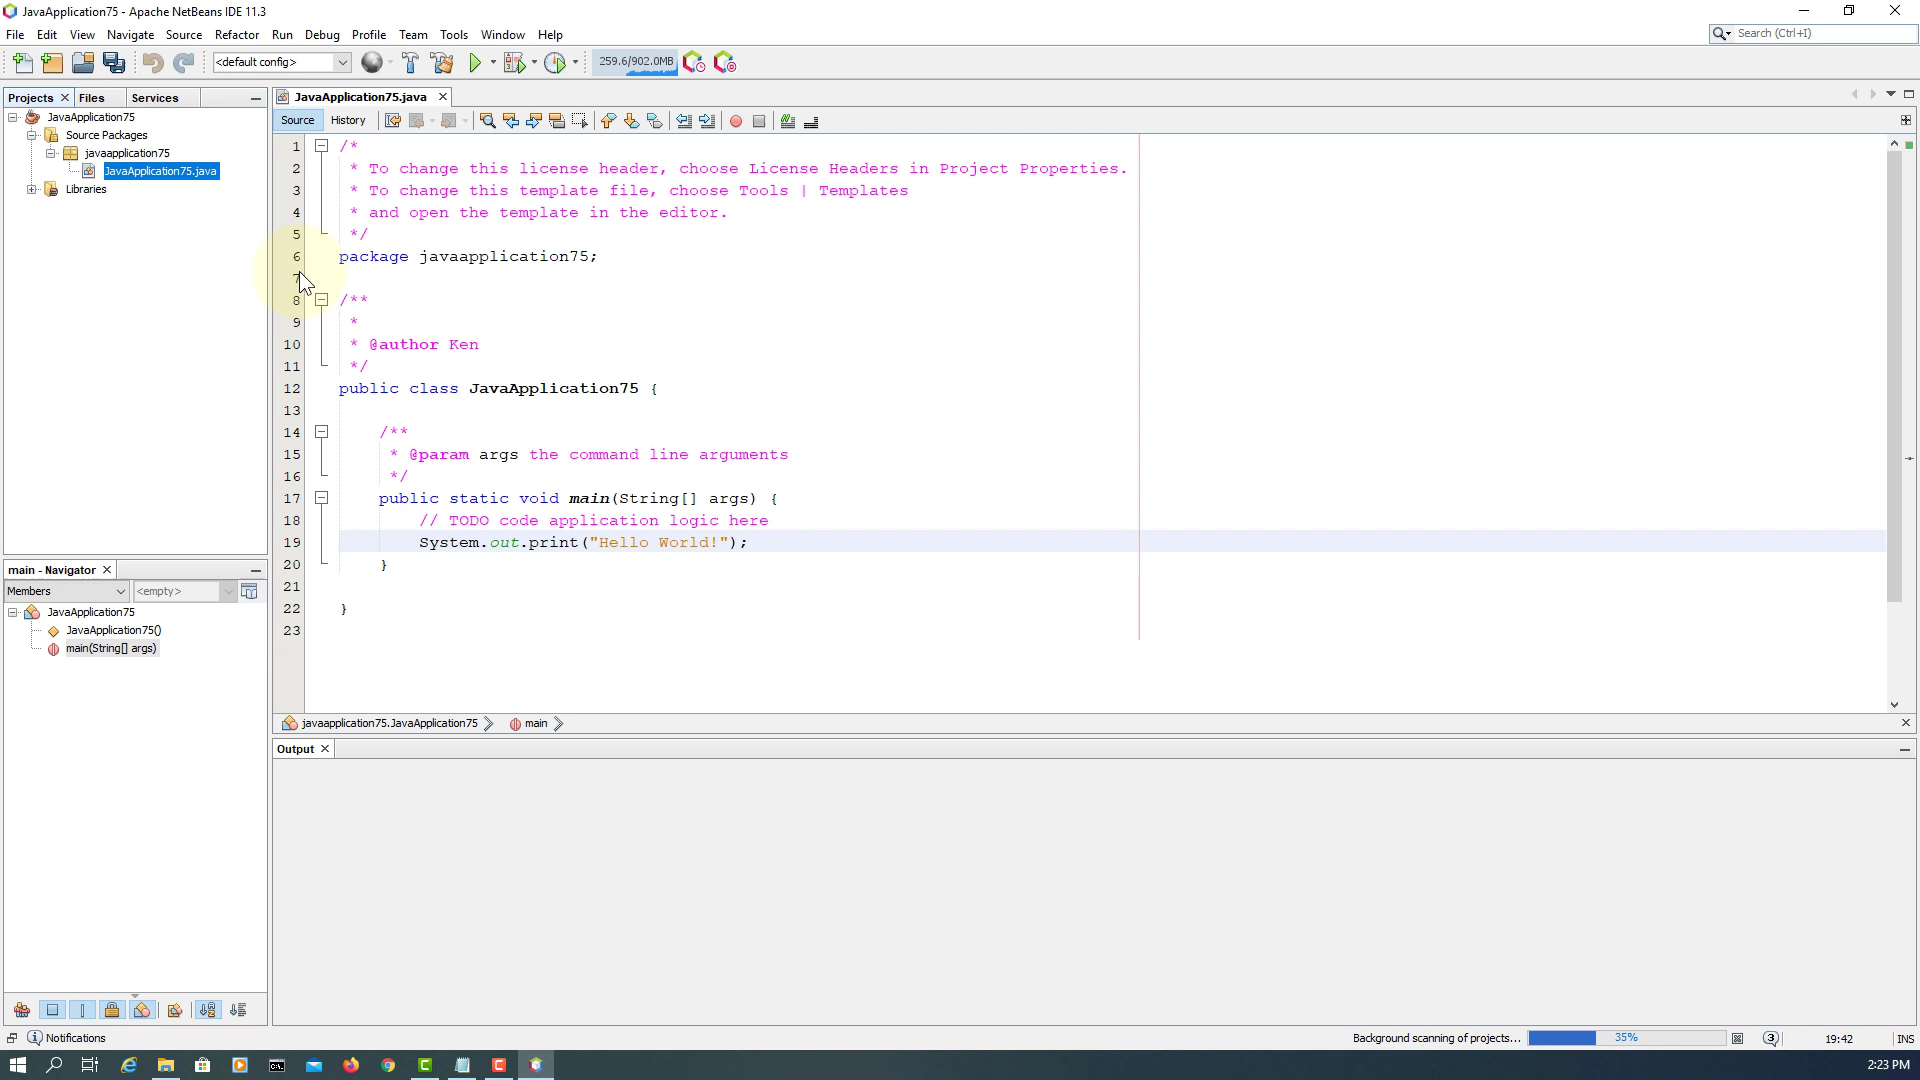 JavaApplication75 - Apache NetBeans IDE 11.3
File Edit View Navigate Source Refactor Run Debug Profile Team Tools Window Help
Search (Ctrl+I)
<default config>
259.6/902.0MB
Projects Files Services
JavaApplication75.java
JavaApplication75
Source Packages
javaapplication75
JavaApplication75.java
Libraries
Source History
1 /*
2 * To change this license header, choose License Headers in Project Properties.
3 * To change this template file, choose Tools | Templates
4 * and open the template in the editor.
5 */
6 package javaapplication75;
7
8 /**
9 *
10 * @author Ken
11 */
12 public class JavaApplication75 {
13
14 /**
15 * @param args the command line arguments
16 */
17 public static void main(String[] args) {
18 // TODO code application logic here
19 System.out.print("Hello World!");
20 }
21
22 }
23
main - Navigator
Members <empty>
JavaApplication75
JavaApplication75()
main(String[] args)
javaapplication75.JavaApplication75 main
Output
Notifications
Background scanning of projects... 35% 3 19:42 INS
2:23 PM